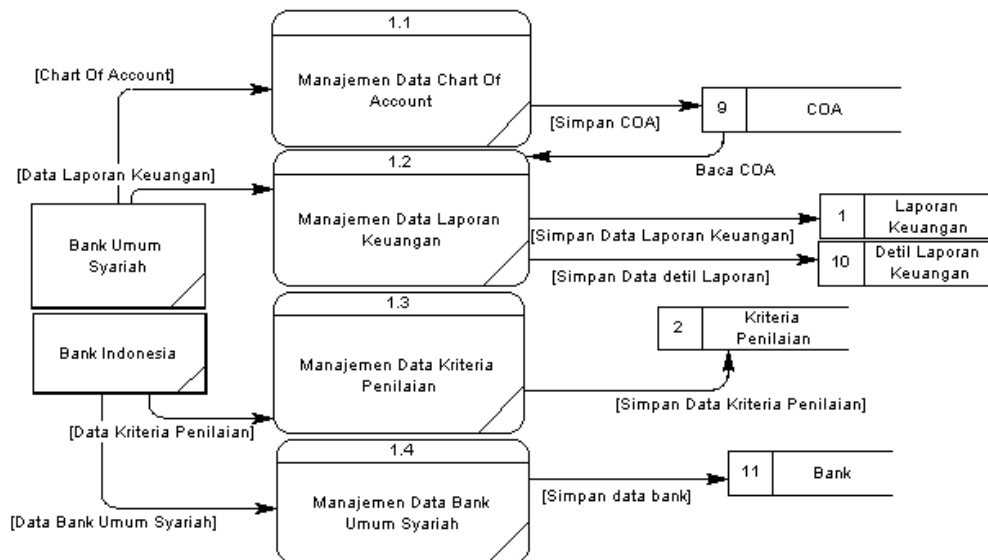 1.1
Manajemen Data Chart Of
Account
[Chart Of Account]
[Simpan COA]
9
COA
Baca COA
1.2
Manajemen Data Laporan
Keuangan
[Data Laporan Keuangan]
[Simpan Data Laporan Keuangan]
1
Laporan
Keuangan
[Simpan Data detil Laporan]
10
Detil Laporan
Keuangan
Bank Umum
Syariah
Bank Indonesia
1.3
Manajemen Data Kriteria
Penilaian
[Data Kriteria Penilaian]
[Simpan Data Kriteria Penilaian]
2
Kriteria
Penilaian
1.4
Manajemen Data Bank
Umum Syariah
[Data Bank Umum Syariah]
[Simpan data bank]
11
Bank